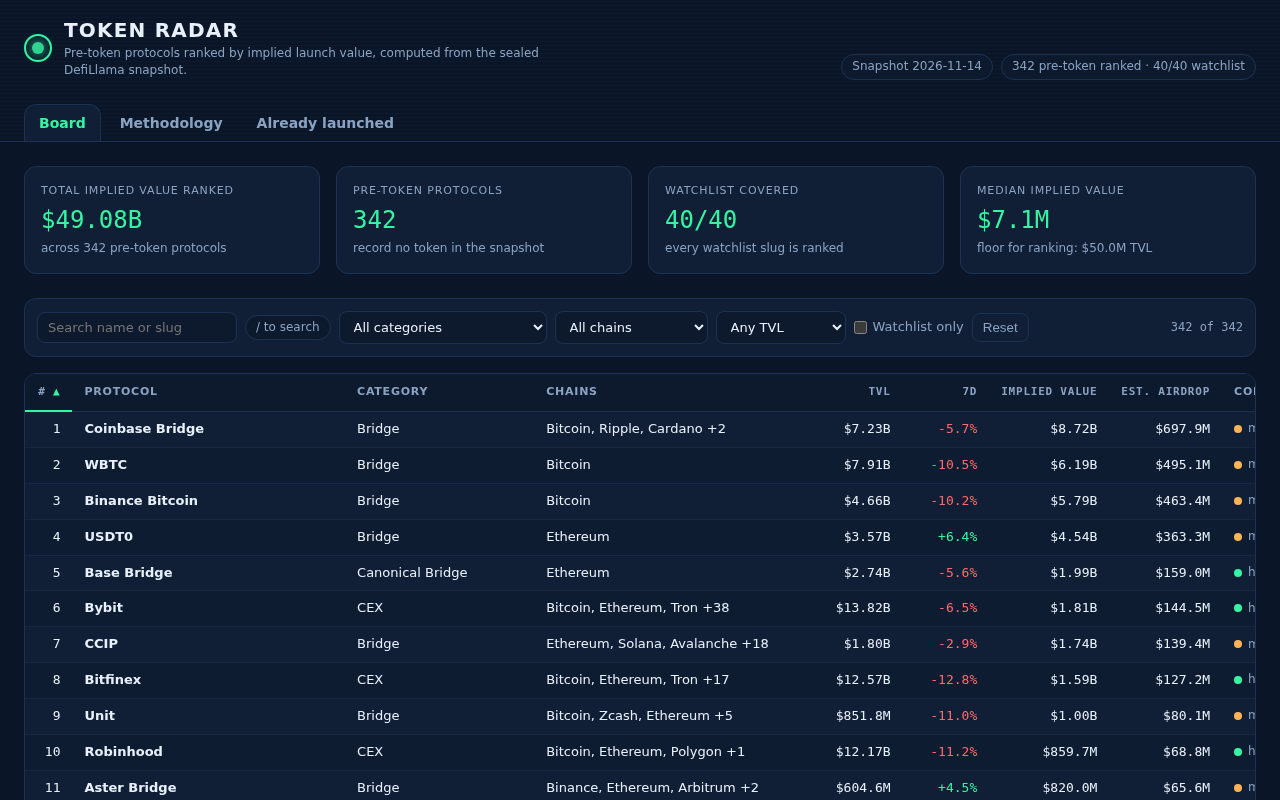 TOKEN RADAR
Pre-token protocols ranked by implied launch value, computed from the sealed
DefiLlama snapshot.
Snapshot 2026-11-14
342 pre-token ranked · 40/40 watchlist
Board
Methodology
Already launched
TOTAL IMPLIED VALUE RANKED
$49.08B
across 342 pre-token protocols
PRE-TOKEN PROTOCOLS
342
record no token in the snapshot
WATCHLIST COVERED
40/40
every watchlist slug is ranked
MEDIAN IMPLIED VALUE
$7.1M
floor for ranking: $50.0M TVL
Search name or slug
/ to search
All categories
All chains
Any TVL
Watchlist only
Reset
342 of 342
# ▲ PROTOCOL CATEGORY CHAINS TVL 7D IMPLIED VALUE EST. AIRDROP
1 Coinbase Bridge Bridge Bitcoin, Ripple, Cardano +2 $7.23B -5.7% $8.72B $697.9M
2 WBTC Bridge Bitcoin $7.91B -10.5% $6.19B $495.1M
3 Binance Bitcoin Bridge Bitcoin $4.66B -10.2% $5.79B $463.4M
4 USDT0 Bridge Ethereum $3.57B +6.4% $4.54B $363.3M
5 Base Bridge Canonical Bridge Ethereum $2.74B -5.6% $1.99B $159.0M
6 Bybit CEX Bitcoin, Ethereum, Tron +38 $13.82B -6.5% $1.81B $144.5M
7 CCIP Bridge Ethereum, Solana, Avalanche +18 $1.80B -2.9% $1.74B $139.4M
8 Bitfinex CEX Bitcoin, Ethereum, Tron +17 $12.57B -12.8% $1.59B $127.2M
9 Unit Bridge Bitcoin, Zcash, Ethereum +5 $851.8M -11.0% $1.00B $80.1M
10 Robinhood CEX Bitcoin, Ethereum, Polygon +1 $12.17B -11.2% $859.7M $68.8M
11 Aster Bridge Bridge Binance, Ethereum, Arbitrum +2 $604.6M +4.5% $820.0M $65.6M